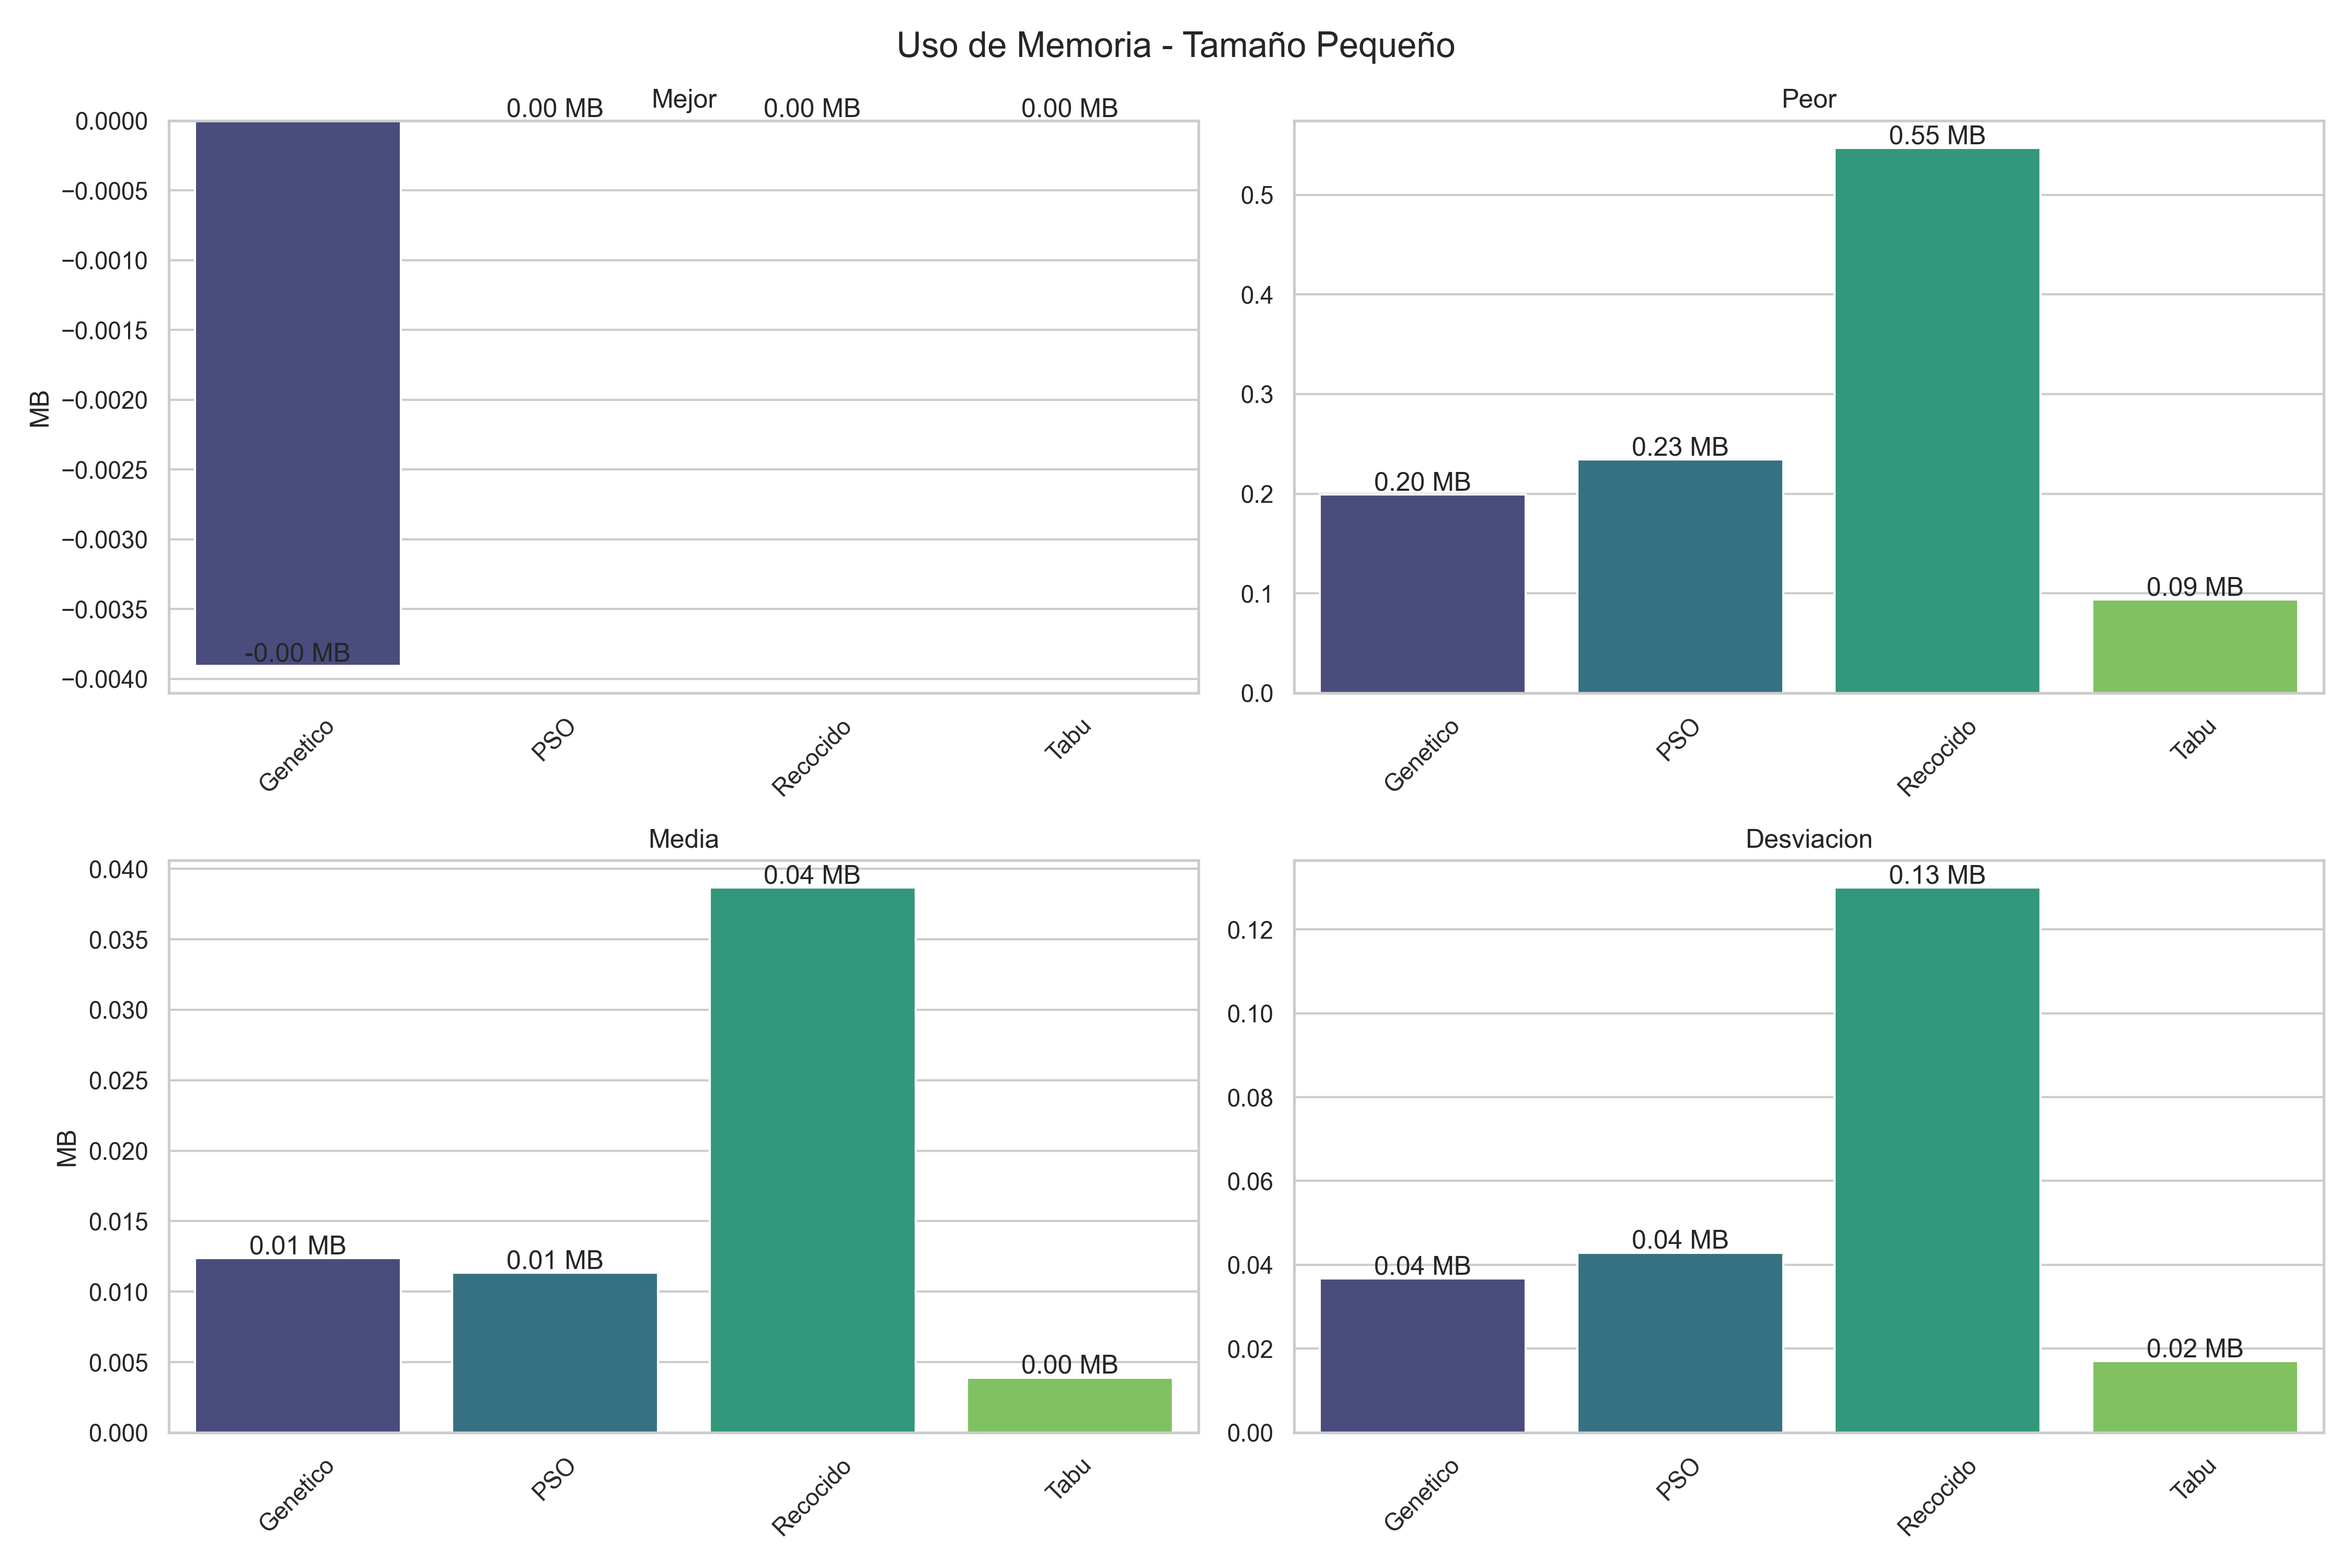 Uso de Memoria - Tamaño Pequeño
Mejor
0.00 MB
0.00 MB
0.00 MB
0.0000
−0.0005
−0.0010
−0.0015
−0.0020
−0.0025
−0.0030
−0.0035
−0.0040
MB
-0.00 MB
Genetico
PSO
Recocido
Tabu
Peor
0.5
0.4
0.3
0.2
0.1
0.0
0.20 MB
0.23 MB
0.55 MB
0.09 MB
Genetico
PSO
Recocido
Tabu
Media
0.040
0.035
0.030
0.025
0.020
0.015
0.010
0.005
0.000
MB
0.01 MB
0.01 MB
0.04 MB
0.00 MB
Genetico
PSO
Recocido
Tabu
Desviacion
0.12
0.10
0.08
0.06
0.04
0.02
0.00
0.04 MB
0.04 MB
0.13 MB
0.02 MB
Genetico
PSO
Recocido
Tabu